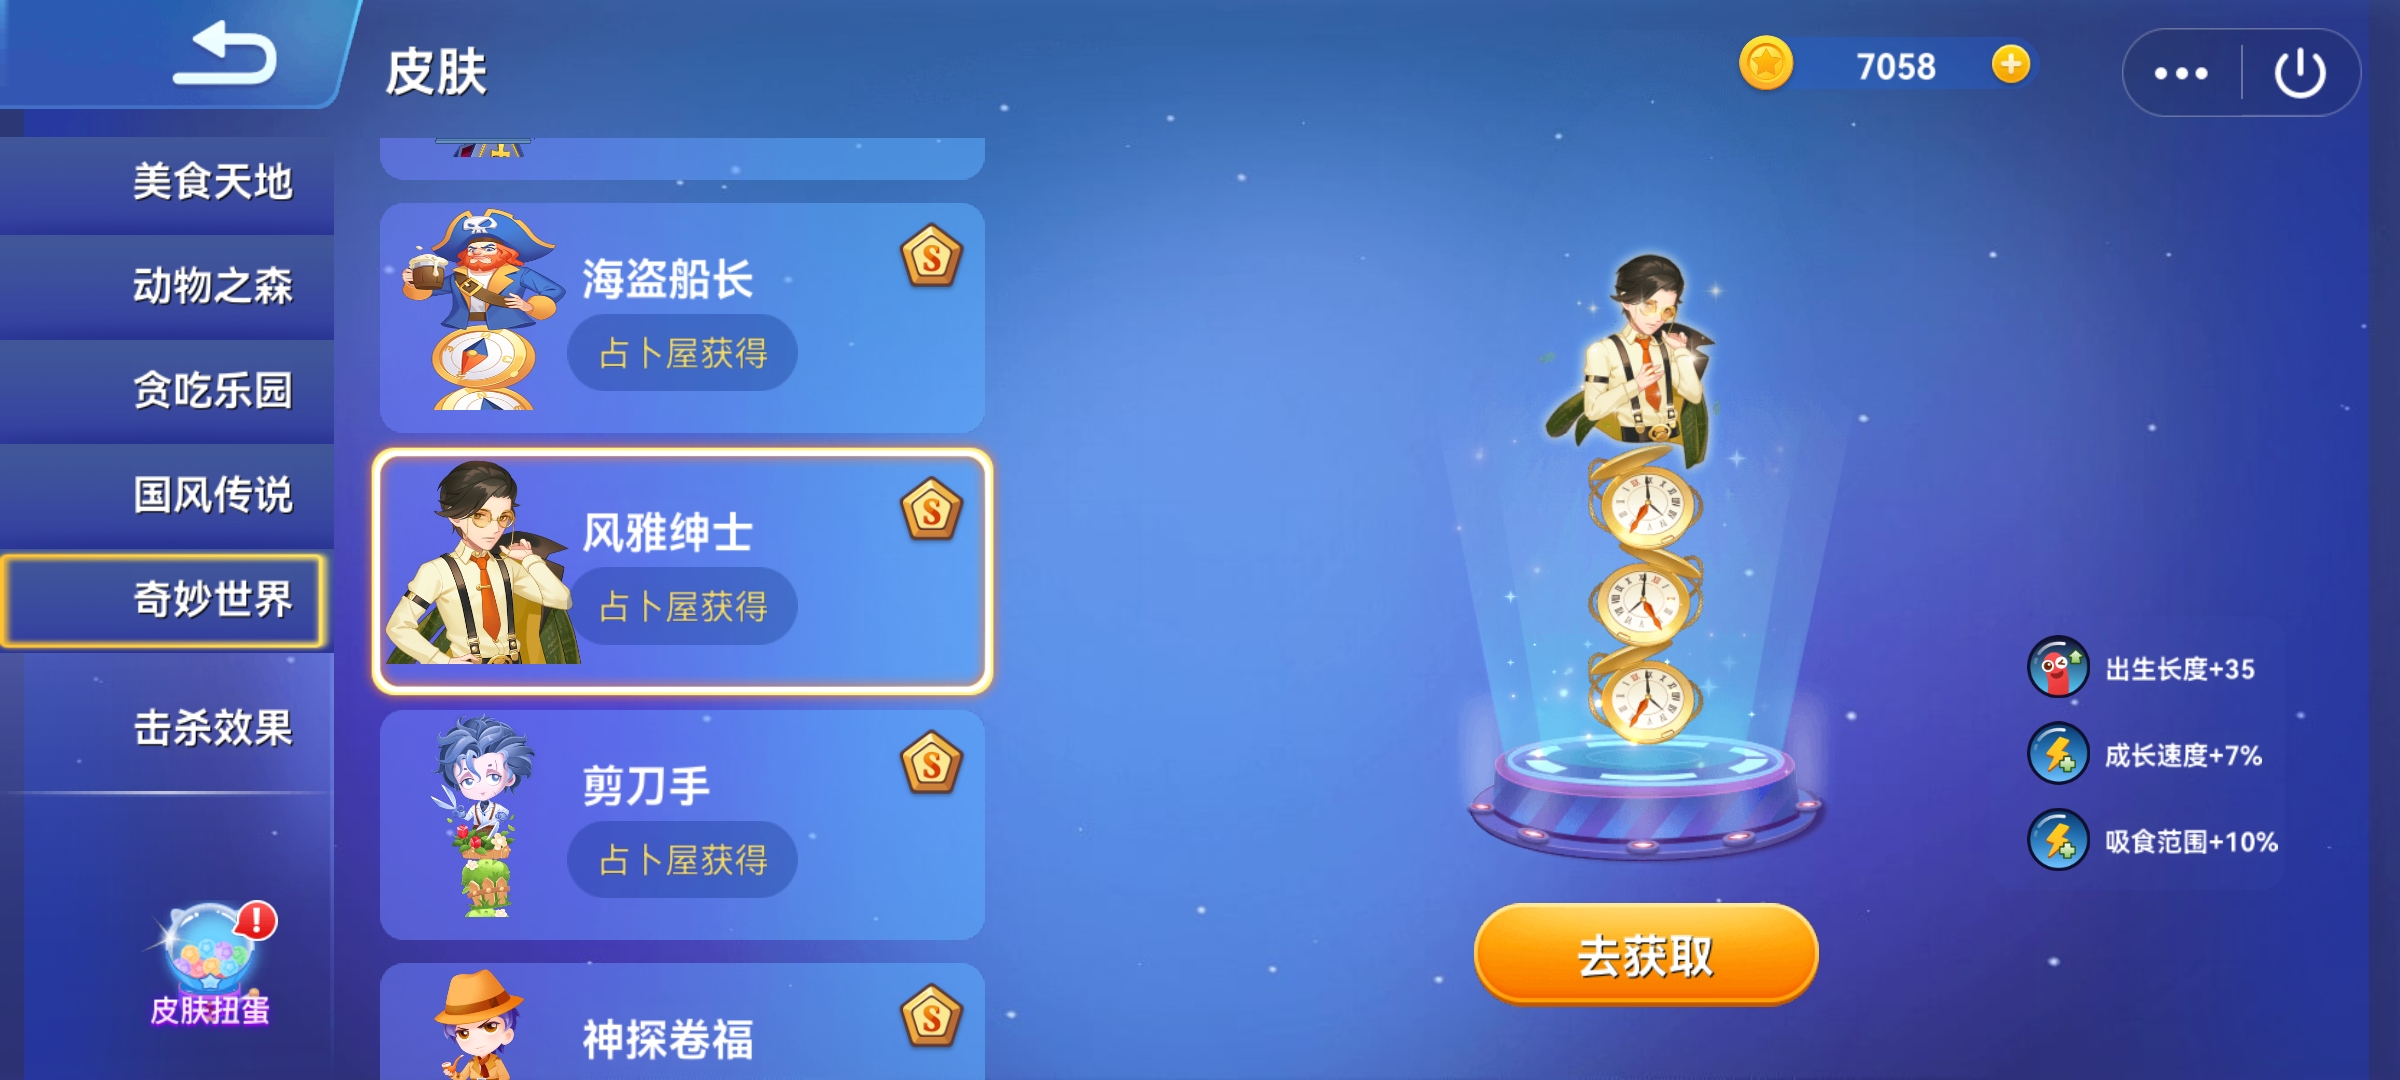 皮肤
7058
美食天地
动物之森
贪吃乐园
国风传说
奇妙世界
击杀效果
皮肤扭蛋
海盗船长
S
占卜屋获得
风雅绅士
S
占卜屋获得
剪刀手
S
占卜屋获得
神探卷福
S
出生长度+35
成长速度+7%
吸食范围+10%
去获取